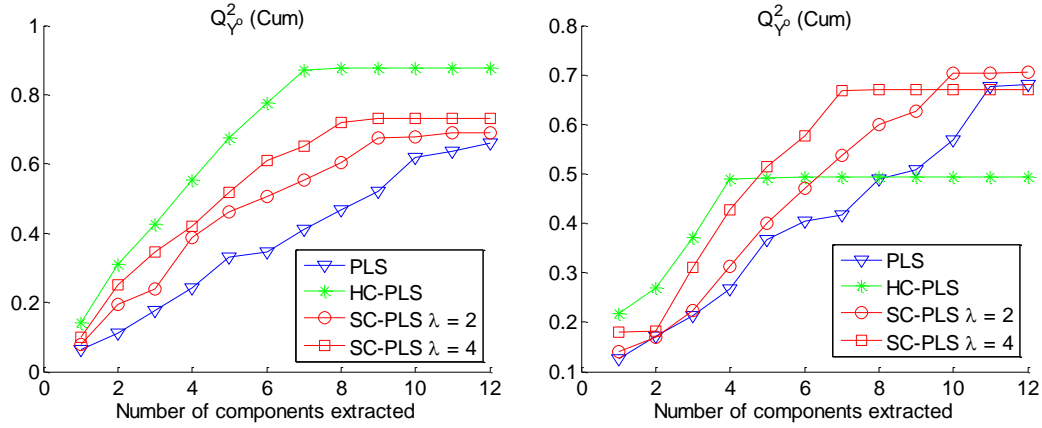 Q²_Y⁰ (Cum)
1
0.8
0.6
0.4
0.2
0
0 2 4 6 8 10 12
Number of components extracted
PLS
HC-PLS
SC-PLS λ = 2
SC-PLS λ = 4
Q²_Y⁰ (Cum)
0.8
0.7
0.6
0.5
0.4
0.3
0.2
0.1
0 2 4 6 8 10 12
Number of components extracted
PLS
HC-PLS
SC-PLS λ = 2
SC-PLS λ = 4